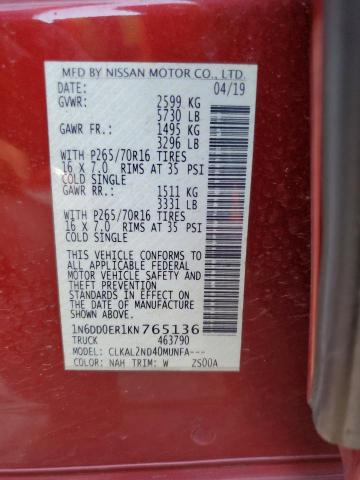 MFD BY NISSAN MOTOR CO., LTD.
DATE: 04/19
GVWR: 2599 KG
5730 LB
GAWR FR.: 1495 KG
3296 LB
WITH P265/70R16 TIRES
16 X 7.0 RIMS AT 35 PSI
COLD SINGLE
GAWR RR.: 1511 KG
3331 LB
WITH P265/70R16 TIRES
16 X 7.0 RIMS AT 35 PSI
COLD SINGLE
THIS VEHICLE CONFORMS TO
ALL APPLICABLE FEDERAL
MOTOR VEHICLE SAFETY AND
THEFT PREVENTION
STANDARDS IN EFFECT ON
THE DATE OF MANUFACTURE
SHOWN ABOVE.
1N6DD0ER1KN765136
TRUCK 463790
MODEL: CLKAL2ND40MUNFA---
COLOR: NAH TRIM: W ZS00A